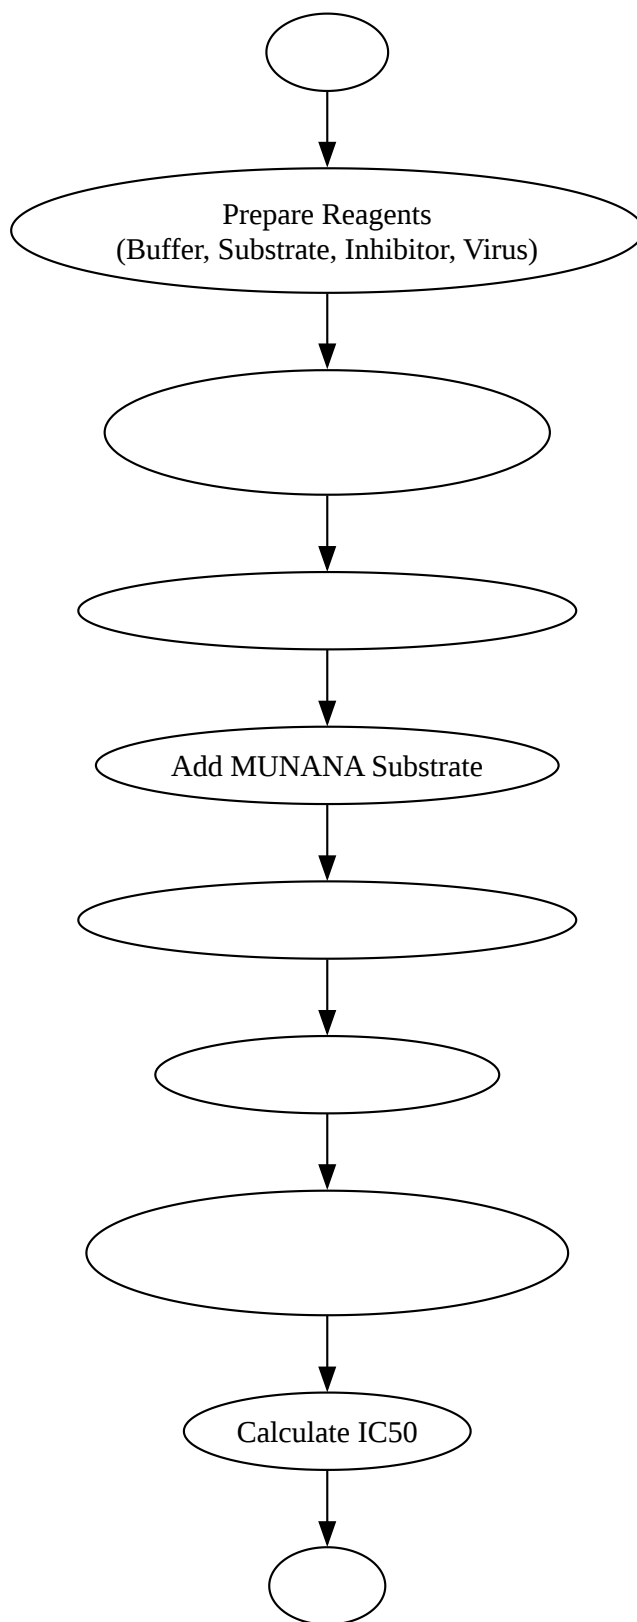 Prepare Reagents
(Buffer, Substrate, Inhibitor, Virus)
Add MUNANA Substrate
Calculate IC50